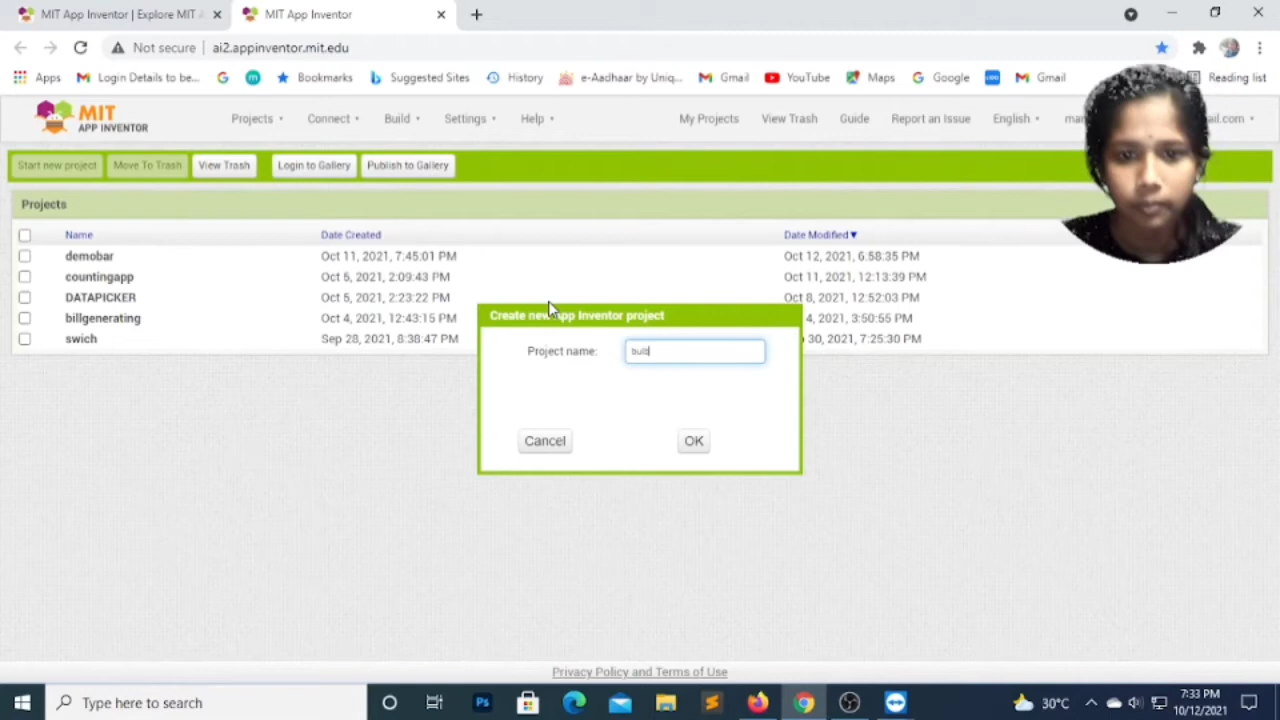 MIT App Inventor | Explore MIT A
MIT App Inventor
Not secure
ai2.appinventor.mit.edu
Apps
Login Details to be...
Bookmarks
Suggested Sites
History
e-Aadhaar by Uniq...
Gmail
YouTube
Maps
Google
Gmail
Reading list
MIT
APP INVENTOR
Projects
Connect
Build
Settings
Help
My Projects
View Trash
Guide
Report an Issue
English
Start new project
Move To Trash
View Trash
Login to Gallery
Publish to Gallery
Projects
Name Date Created Date Modified
demobar Oct 11, 2021, 7:45:01 PM Oct 12, 2021, 6:58:35 PM
countingapp Oct 5, 2021, 2:09:43 PM Oct 11, 2021, 12:13:39 PM
DATAPICKER Oct 5, 2021, 2:23:22 PM Oct 8, 2021, 12:52:03 PM
billgenerating Oct 4, 2021, 12:43:15 PM 4, 2021, 3:50:55 PM
swich Sep 28, 2021, 8:38:47 PM 30, 2021, 7:25:30 PM
Create new App Inventor project
Project name: bulb
Cancel
OK
Privacy Policy and Terms of Use
Type here to search
30°C
7:33 PM
10/12/2021